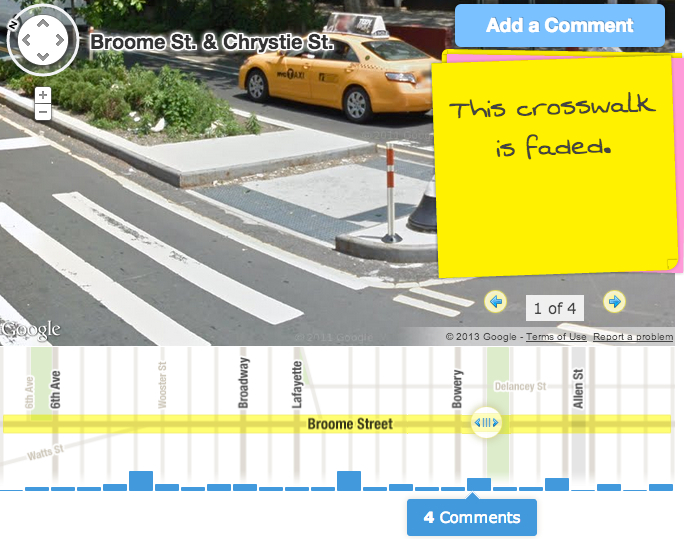 N
Broome St. & Chrystie St.
Add a Comment
This crosswalk
is faded.
NYC TAXI
1 of 4
Google
© 2013 Google - Terms of Use Report a problem
6th Ave
6th Ave
Wooster St
Broadway
Lafayette
Bowery
Delancey St
Allen St
Broome Street
Watts St
4 Comments